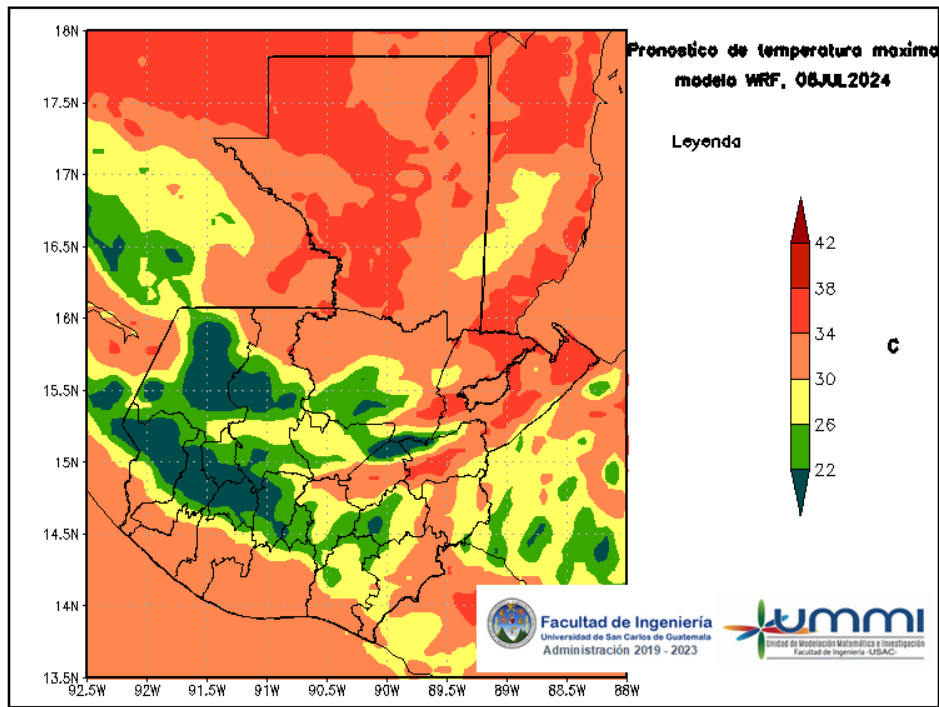 Pronostico de temperatura maxima
modelo WRF, 08JUL2024
Leyenda
42
38
34
30
26
22
C
18N
17.5N
17N
16.5N
16N
15.5N
15N
14.5N
14N
13.5N
92.5W 92W 91.5W 91W 90.5W 90W 89.5W 89W 88.5W 88W
Facultad de Ingeniería
Universidad de San Carlos de Guatemala
Administración 2019 - 2023
ummi
Unidad de Modelación Matemática e Investigación
Facultad de Ingeniería -USAC-